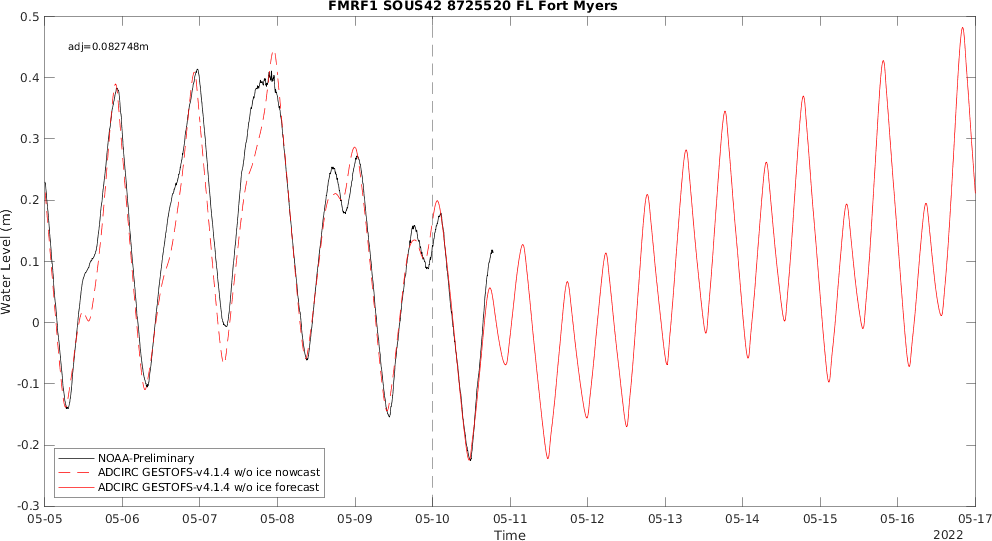 FMRF1 SOUS42 8725520 FL Fort Myers
adj=0.082748m
0.5
0.4
0.3
0.2
0.1
0
-0.1
-0.2
-0.3
Water Level (m)
NOAA-Preliminary
ADCIRC GESTOFS-v4.1.4 w/o ice nowcast
ADCIRC GESTOFS-v4.1.4 w/o ice forecast
05-05 05-06 05-07 05-08 05-09 05-10 05-11 05-12 05-13 05-14 05-15 05-16 05-17
Time
2022